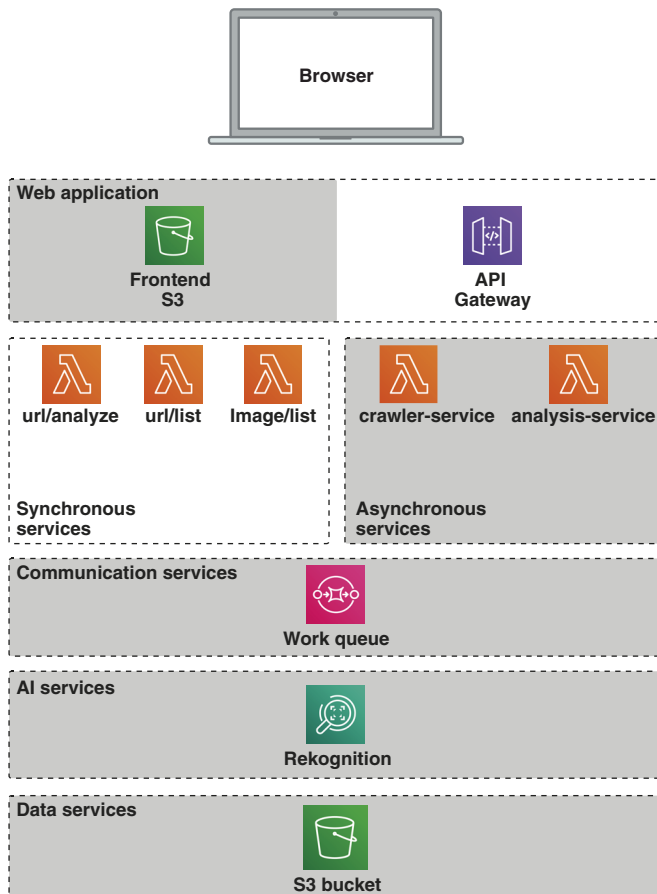 Browser
Web application
Frontend
S3
API
Gateway
url/analyze
url/list
Image/list
Synchronous
services
crawler-service
analysis-service
Asynchronous
services
Communication services
Work queue
AI services
Rekognition
Data services
S3 bucket